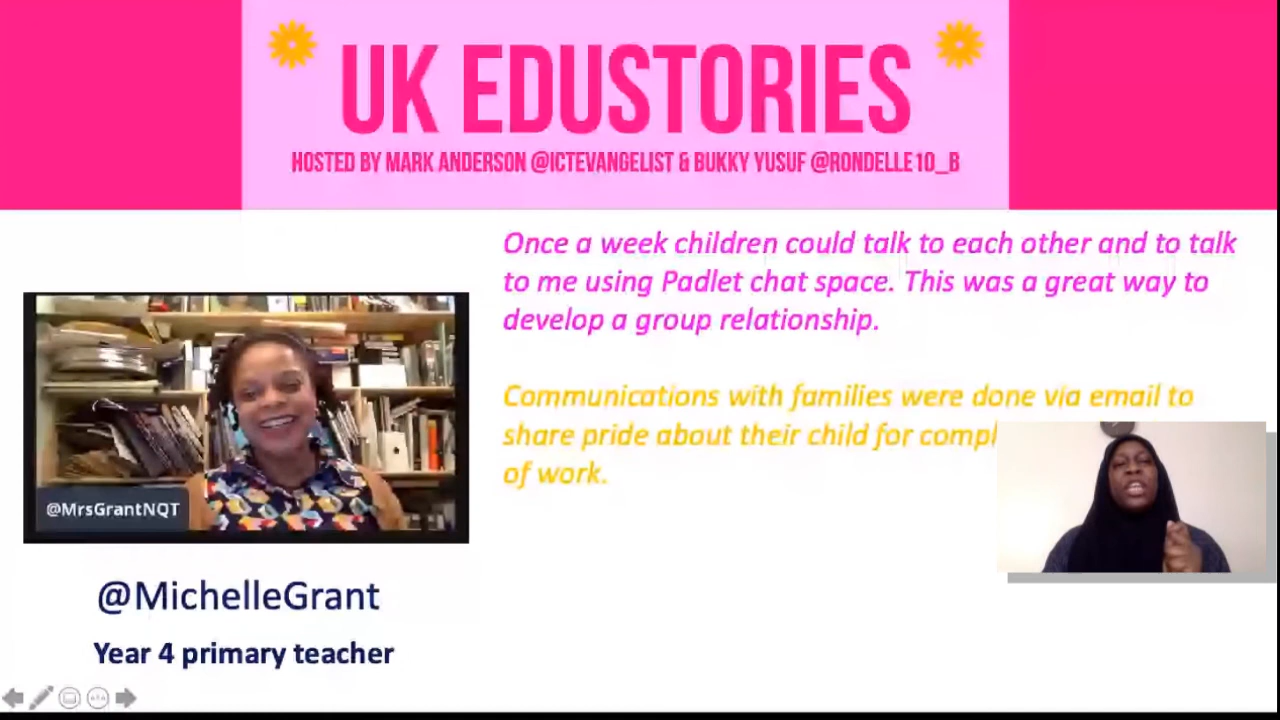 UK EDUSTORIES
HOSTED BY MARK ANDERSON @ICTEVANGELIST & BUKKY YUSUF @RONDELLE10_B
Once a week children could talk to each other and to talk
to me using Padlet chat space. This was a great way to
develop a group relationship.
Communications with families were done via email to
share pride about their child for compl
of work.
@MrsGrantNQT
@MichelleGrant
Year 4 primary teacher